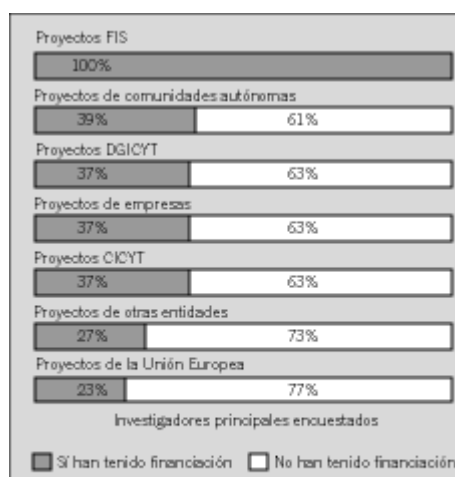 Proyectos FIS
100%
Proyectos de comunidades autónomas
39% 61%
Proyectos DGICYT
37% 63%
Proyectos de empresas
37% 63%
Proyectos CICYT
37% 63%
Proyectos de otras entidades
27% 73%
Proyectos de la Unión Europea
23% 77%
Investigadores principales encuestados
Sí han tenido financiación No han tenido financiación